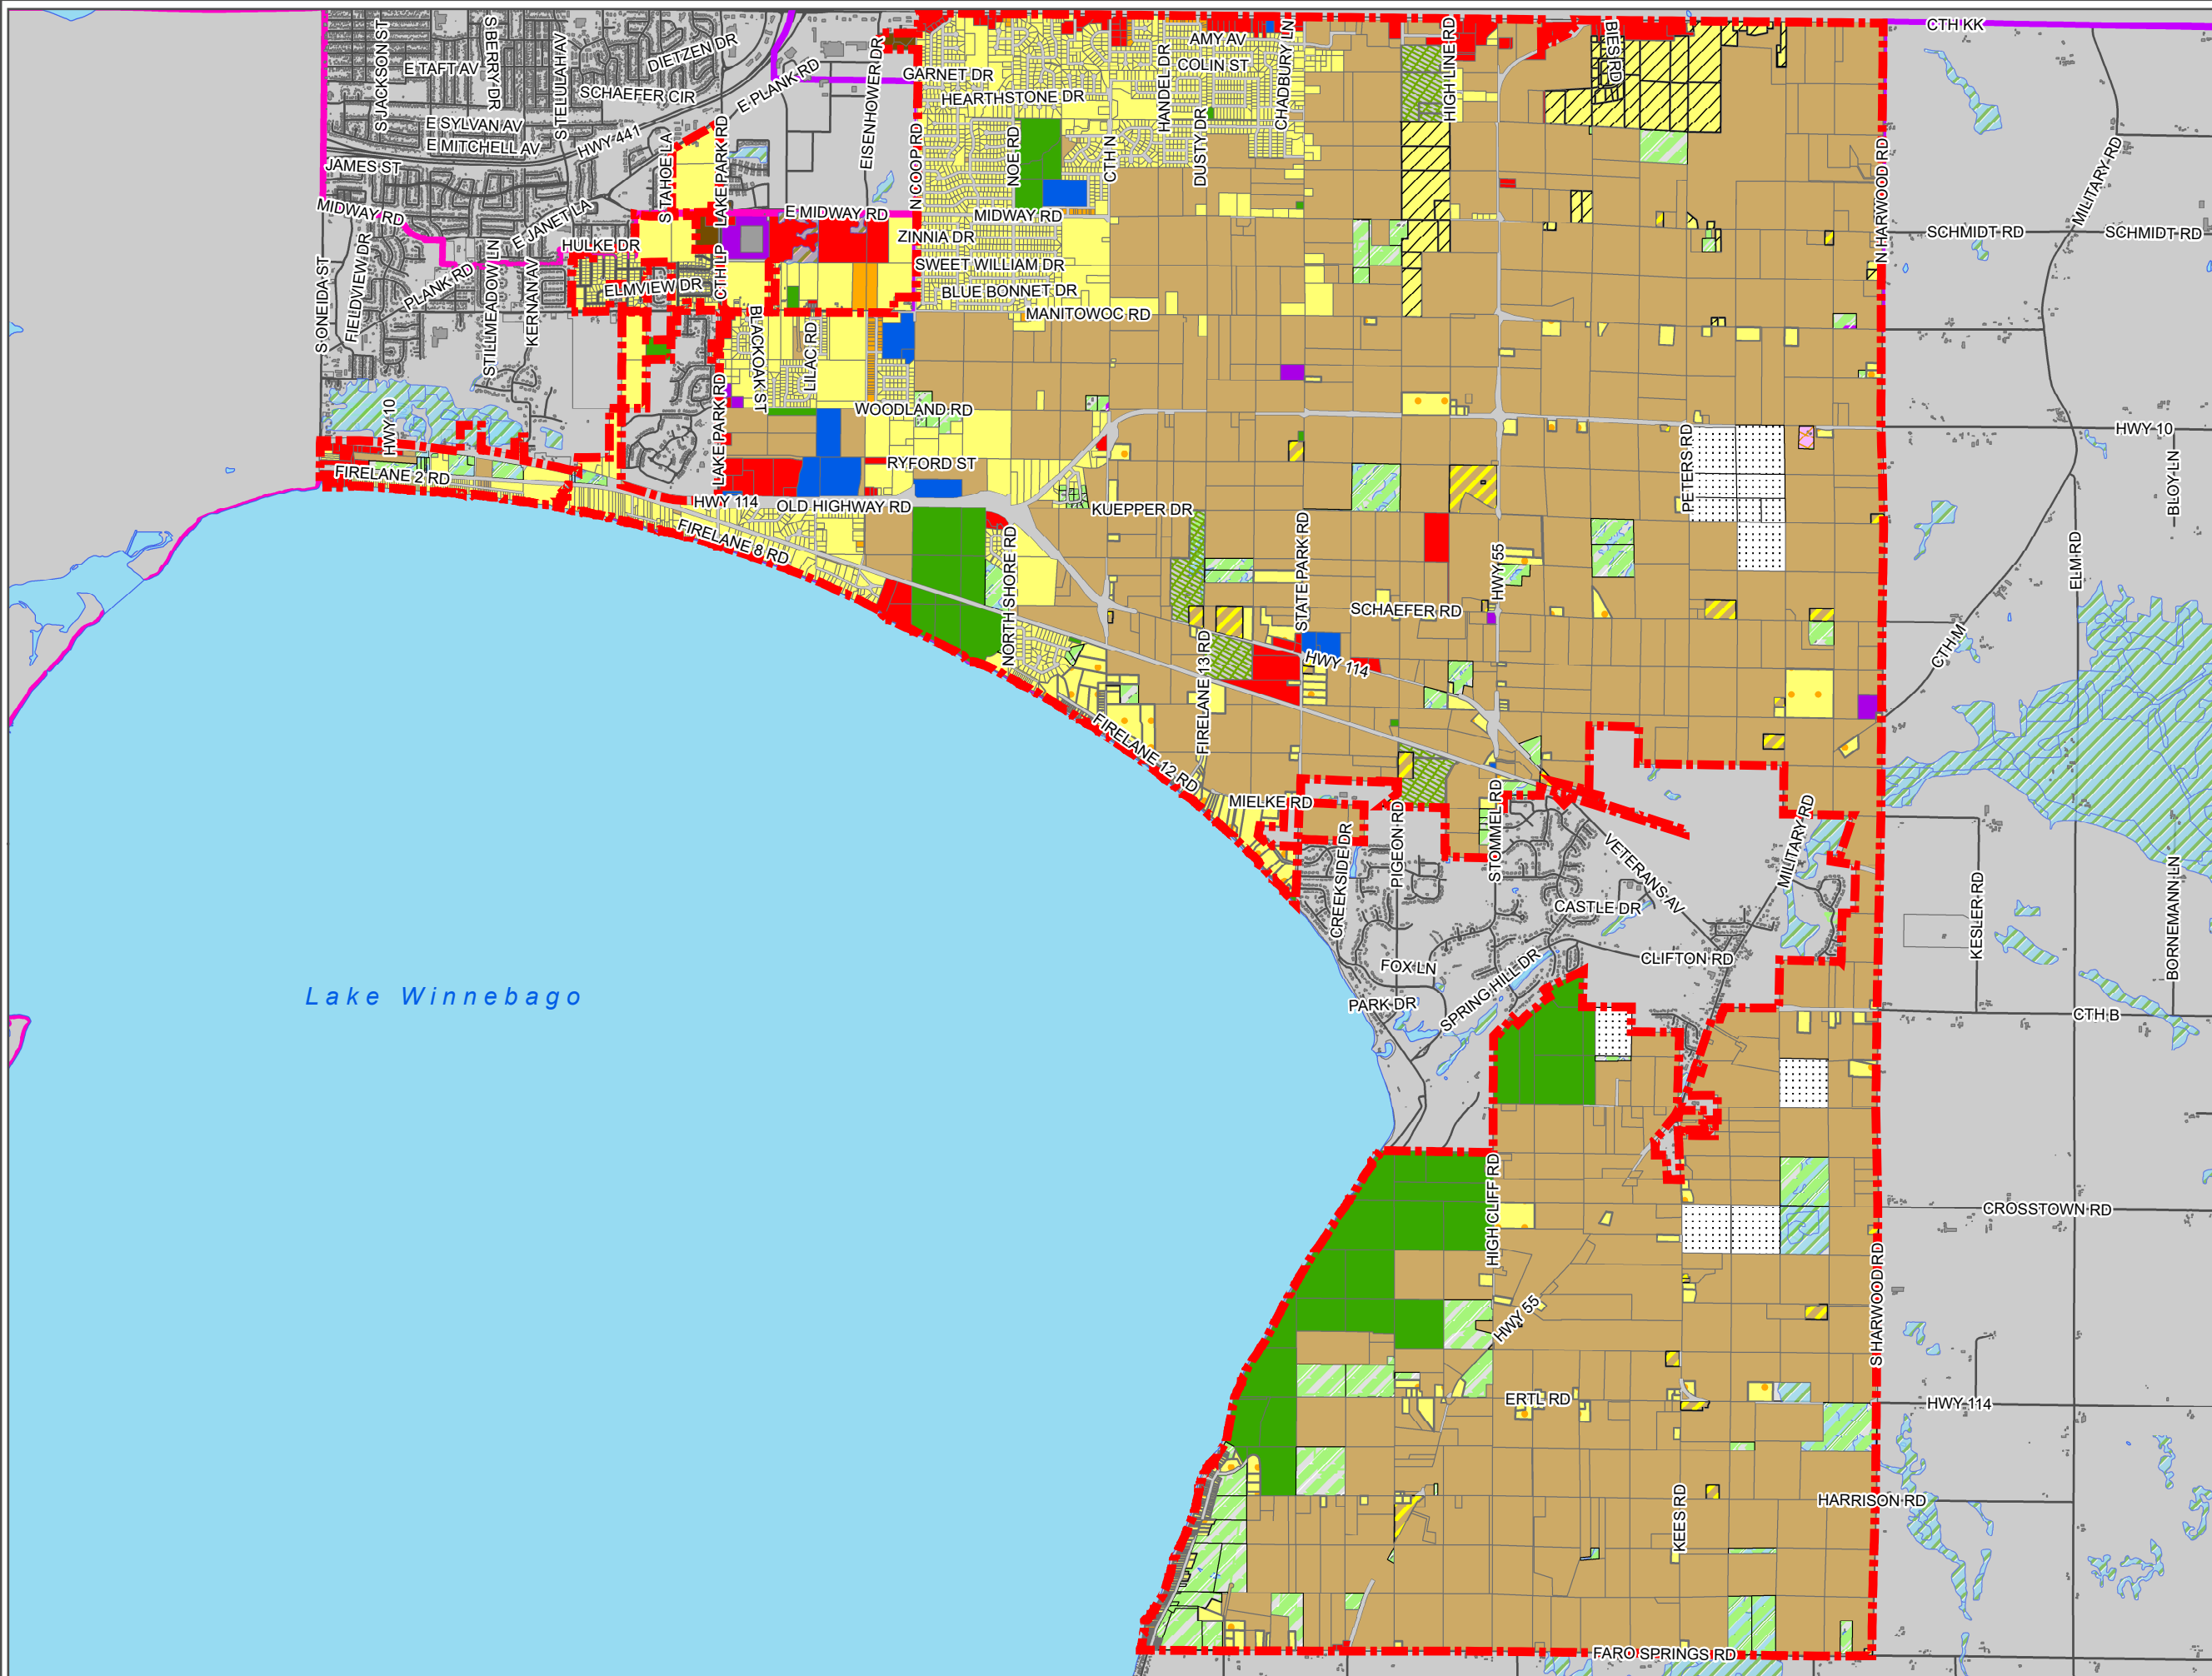 CTH KK
S JACKSON ST
SIBERRY DR
S TELULAH AV
DIETZEN DR
E TAFT AV
SCHAEFER CIR
E PLANK RD
EISENHOWER DR
GARNET DR
HEARTHSTONE DR
AMY AV
COLIN ST
HANDEL DR
CHADBURY LN
HIGH LINE RD
BIES RD
E SYLVAN AV
E MITCHELL AV
HWY 441
JAMES ST
MIDWAY RD
E JANET LA
S TAHOE LA
LAKE PARK RD
N COOP RD
NOE RD
CTH N
DUSTY DR
N HARWOOD RD
MILITARY RD
E MIDWAY RD
MIDWAY RD
SCHMIDT RD
SCHMIDT RD
HULKE DR
ZINNIA DR
SWEET WILLIAM DR
BLUE BONNET DR
MANITOWOC RD
S ONEIDA ST
FIELDVIEW DR
PLANK RD
STILLMEADOW LN
KERNAN AV
ELMVIEW DR
CTH LP
BLACKOAK ST
LILAC RD
HWY 10
LAKE PARK RD
WOODLAND RD
RYFORD ST
PETERS RD
HWY 10
BLOY LN
FIRELANE 2 RD
HWY 114
OLD HIGHWAY RD
KUEPPER DR
FIRELANE 8 RD
NORTH SHORE RD
STATE PARK RD
HWY 55
ELM RD
SCHAEFER RD
CTH M
FIRELANE 13 RD
HWY 114
FIRELANE 12 RD
MIELKE RD
CREEKSIDE DR
PIGEON RD
STOMMEL RD
VETERANS AV
MILITARY RD
CASTLE DR
KESLER RD
BORNEMANN LN
FOX LN
CLIFTON RD
SPRING HILL DR
PARK DR
Lake Winnebago
CTH B
HIGH CLIFF RD
CROSSTOWN RD
S HARWOOD RD
HWY 55
ERTL RD
HWY 114
KEES RD
HARRISON RD
FARO SPRINGS RD